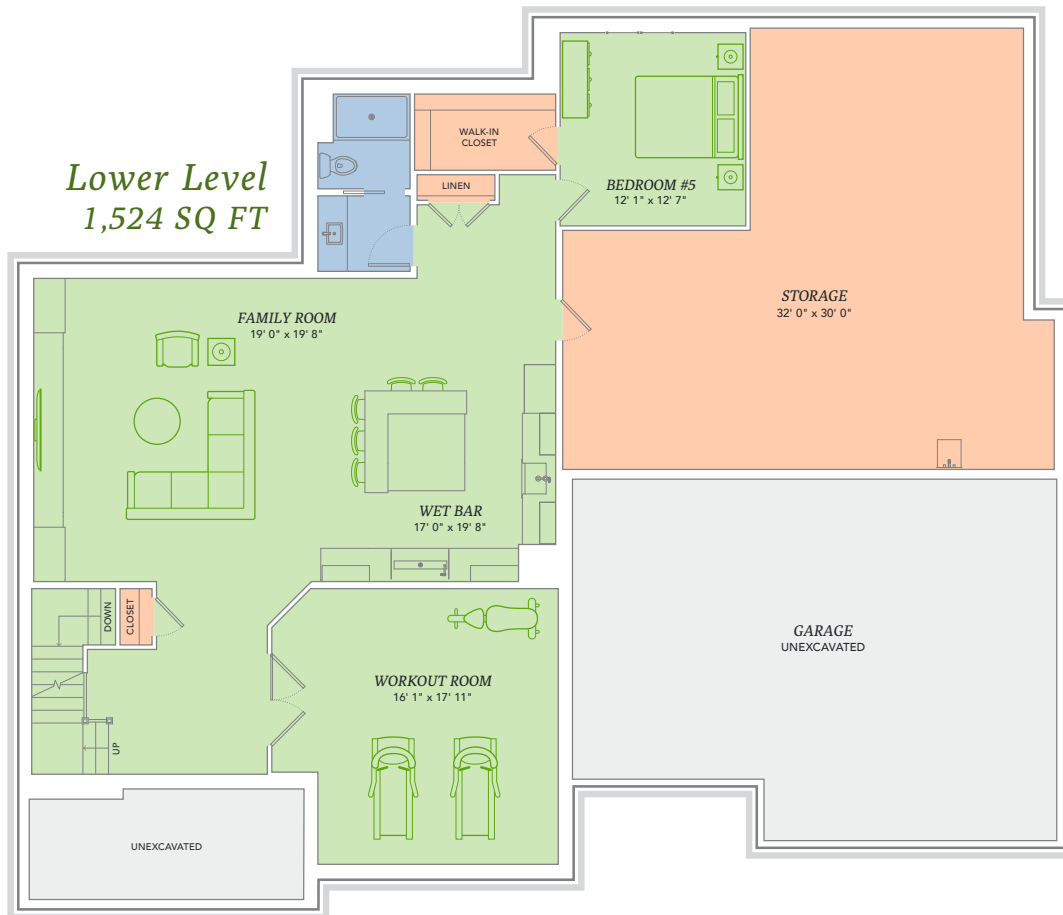 Lower Level
1,524 SQ FT
WALK-IN
CLOSET
LINEN
BEDROOM #5
12' 1" x 12' 7"
STORAGE
32' 0" x 30' 0"
FAMILY ROOM
19' 0" x 19' 8"
WET BAR
17' 0" x 19' 8"
DOWN
CLOSET
UP
WORKOUT ROOM
16' 1" x 17' 11"
GARAGE
UNEXCAVATED
UNEXCAVATED